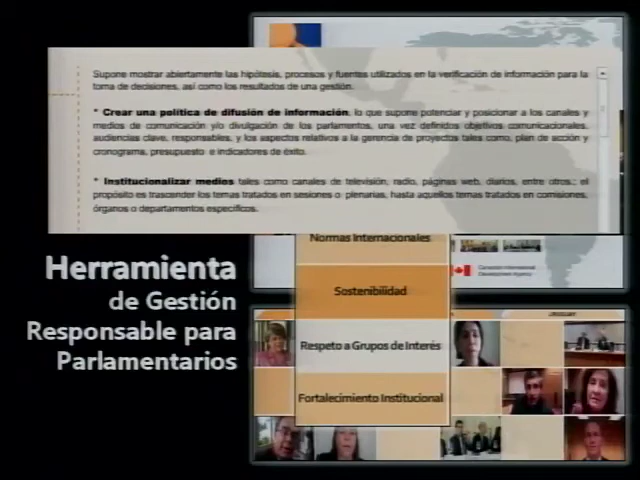 Supone mostrar abiertamente las hipótesis, procesos y fuentes utilizados en la verificación de información para la
toma de decisiones, así como los resultados de una gestión.
* Crear una política de difusión de información, lo que supone potenciar y posicionar a los canales y
medios de comunicación y/o divulgación de los parlamentos, una vez definidos objetivos comunicacionales,
audiencias clave, responsables, y los aspectos relativos a la gerencia de proyectos tales como, plan de acción y
cronograma, presupuesto e indicadores de éxito.
* Institucionalizar medios tales como canales de televisión, radio, páginas web, diarios, entre otros; el
propósito es trascender los temas tratados en sesiones o plenarias, hasta aquellos temas tratados en comisiones,
órganos o departamentos específicos.
Normas Internacionales
Sostenibilidad
Respeto a Grupos de Interés
Fortalecimiento Institucional
Herramienta
de Gestión
Responsable para
Parlamentarios
Canadian International
Development Agency